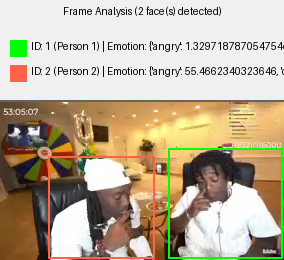 Frame Analysis (2 face(s) detected)
ID: 1 (Person 1) | Emotion: {'angry': 1.329718787054754
ID: 2 (Person 2) | Emotion: {'angry': 55.4662340323646, '
53:05:07